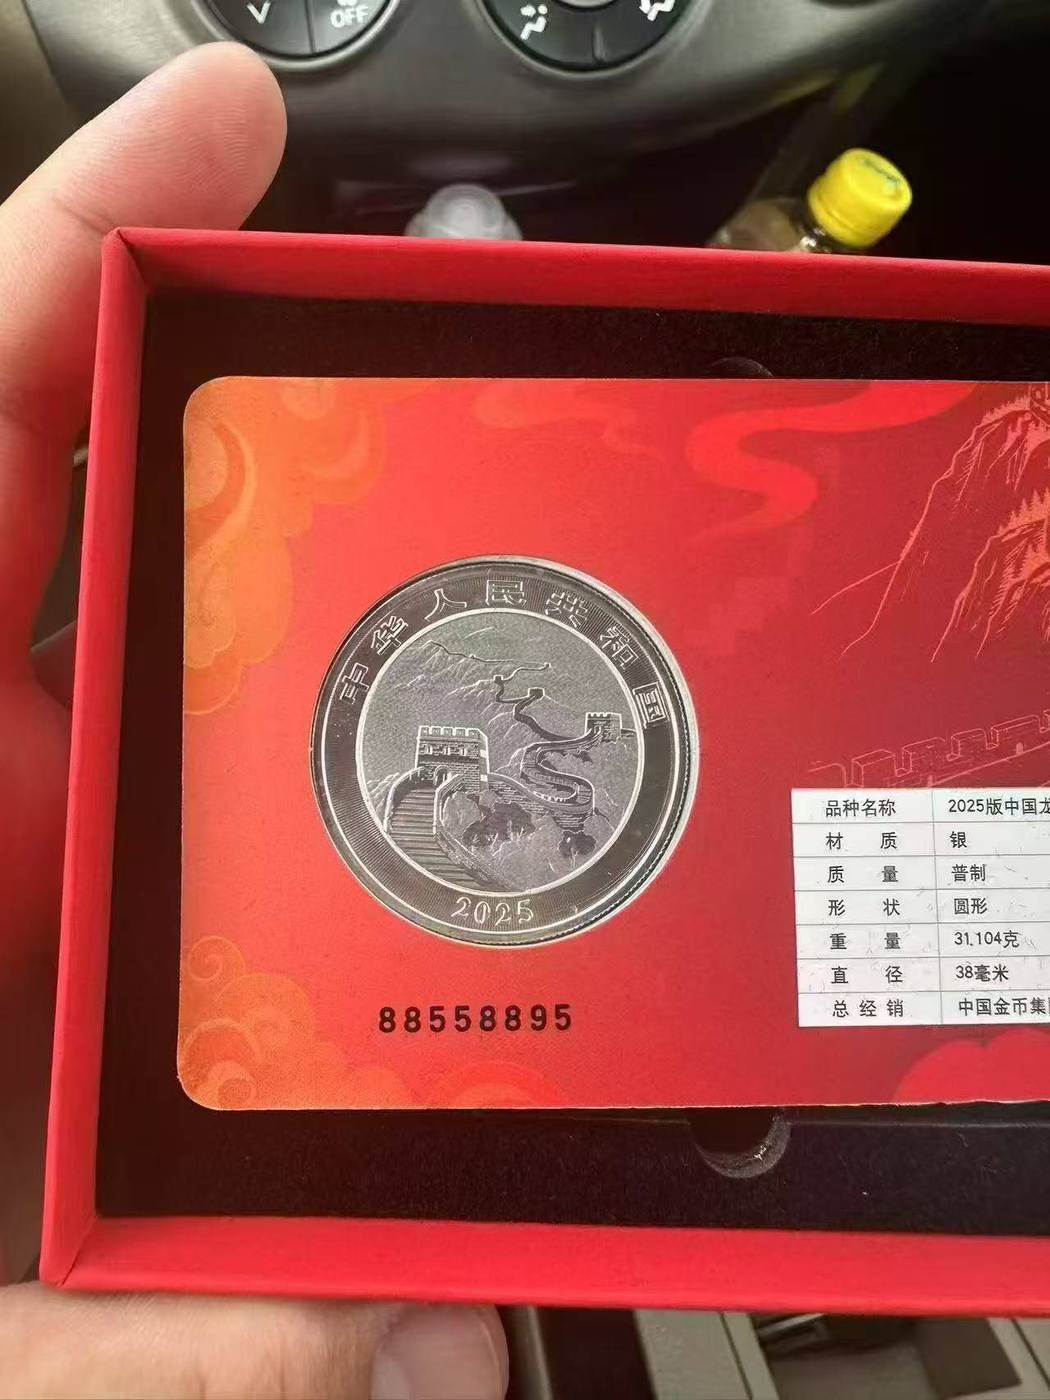 OFF
中华人民共和国
2025
88558895
品种名称 2025版中国龙
材质 银
质量 普制
形状 圆形
重量 31.104克
直径 38毫米
总经销 中国金币集